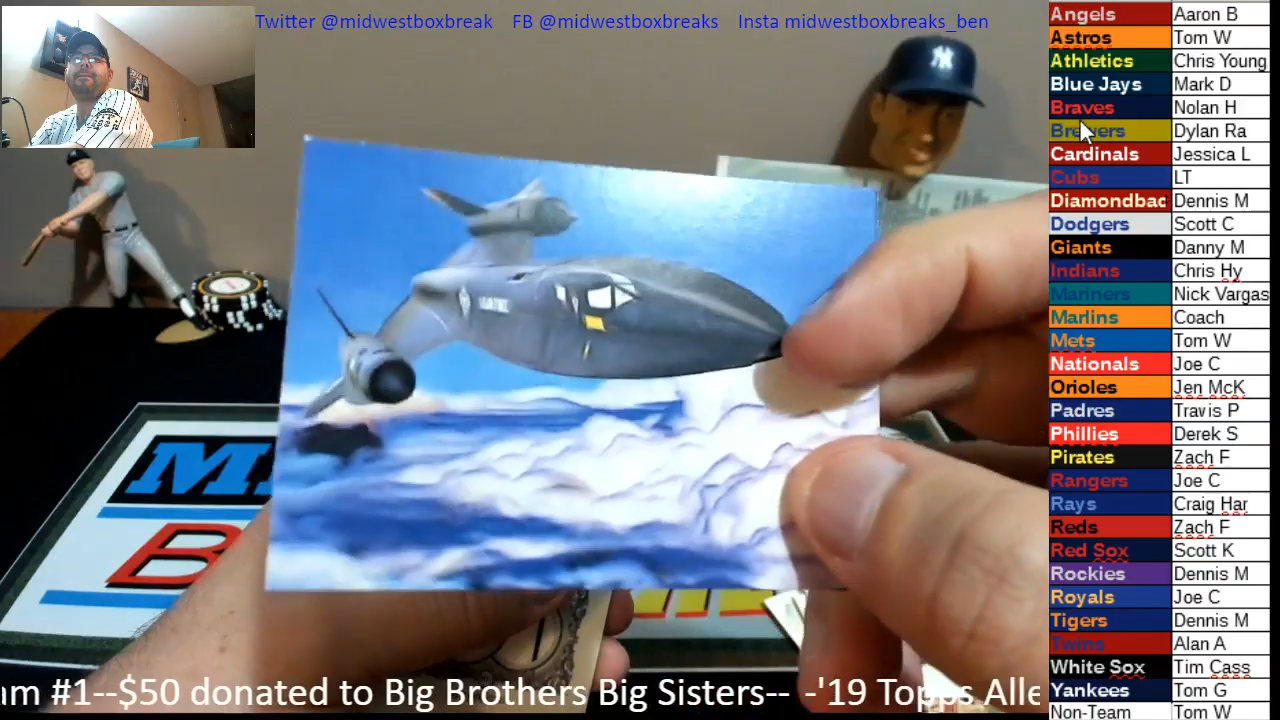 Twitter @midwestboxbreak FB @midwestboxbreaks Insta midwestboxbreaks_ben
Angels Aaron B
Astros Tom W
Athletics Chris Young
Blue Jays Mark D
Braves Nolan H
Brewers Dylan Ra
Cardinals Jessica L
Cubs LT
Diamondbac Dennis M
Dodgers Scott C
Giants Danny M
Indians Chris Hy
Mariners Nick Vargas
Marlins Coach
Mets Tom W
Nationals Joe C
Orioles Jen McK
Padres Travis P
Phillies Derek S
Pirates Zach F
Rangers Joe C
Rays Craig Har
Reds Zach F
Red Sox Scott K
Rockies Dennis M
Royals Joe C
Tigers Dennis M
Twins Alan A
White Sox Tim Cass
Yankees Tom G
Non-Team Tom W
am #1--$50 donated to Big Brothers Big Sisters-- -'19 Topps Alle